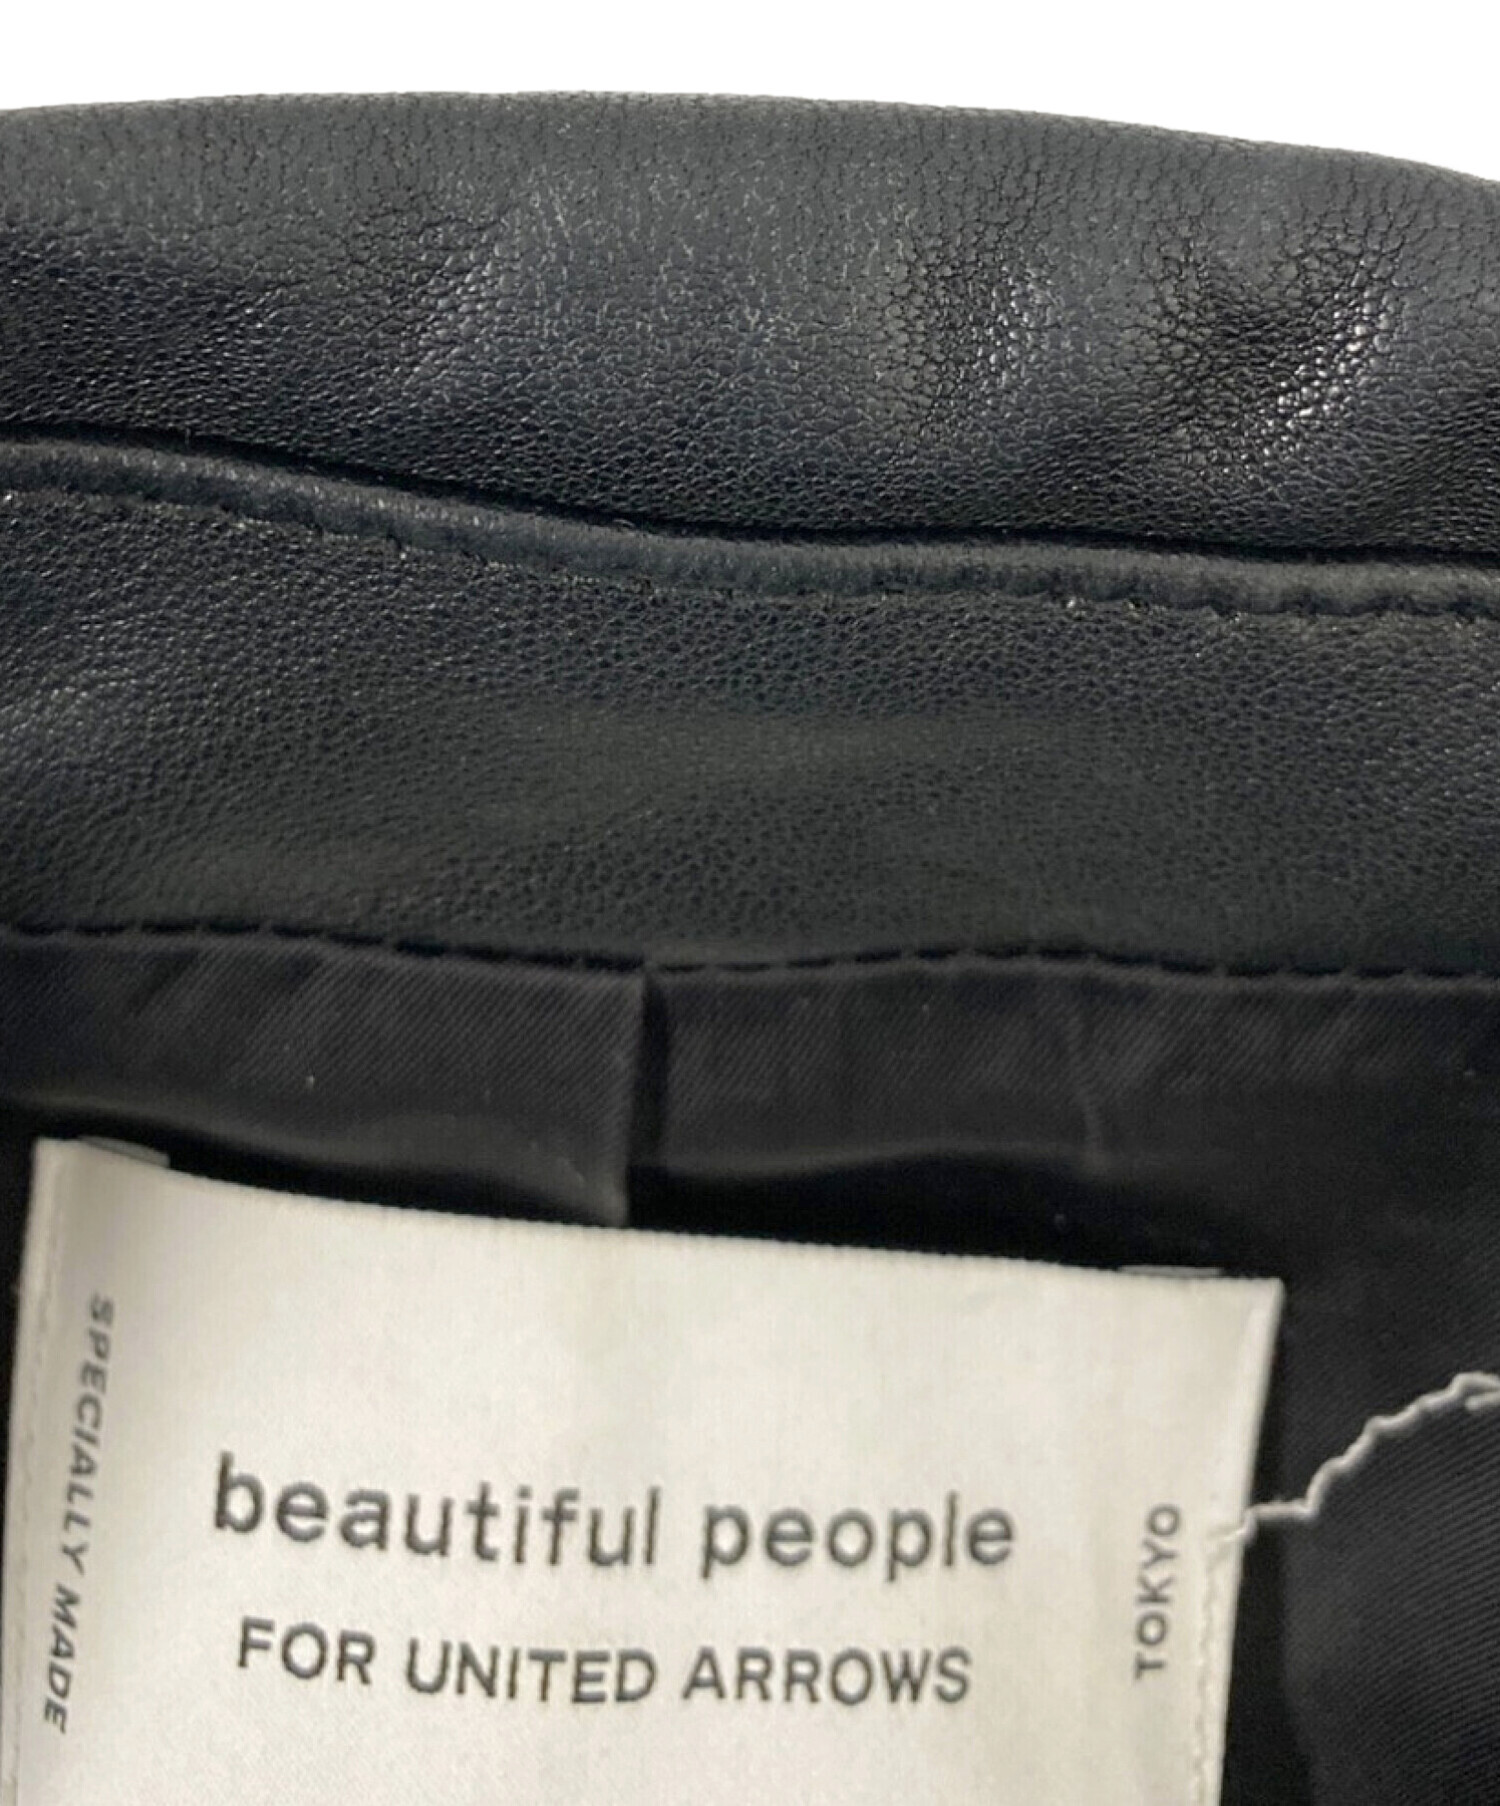 SPECIALLY MADE
beautiful people
FOR UNITED ARROWS
TOKYO